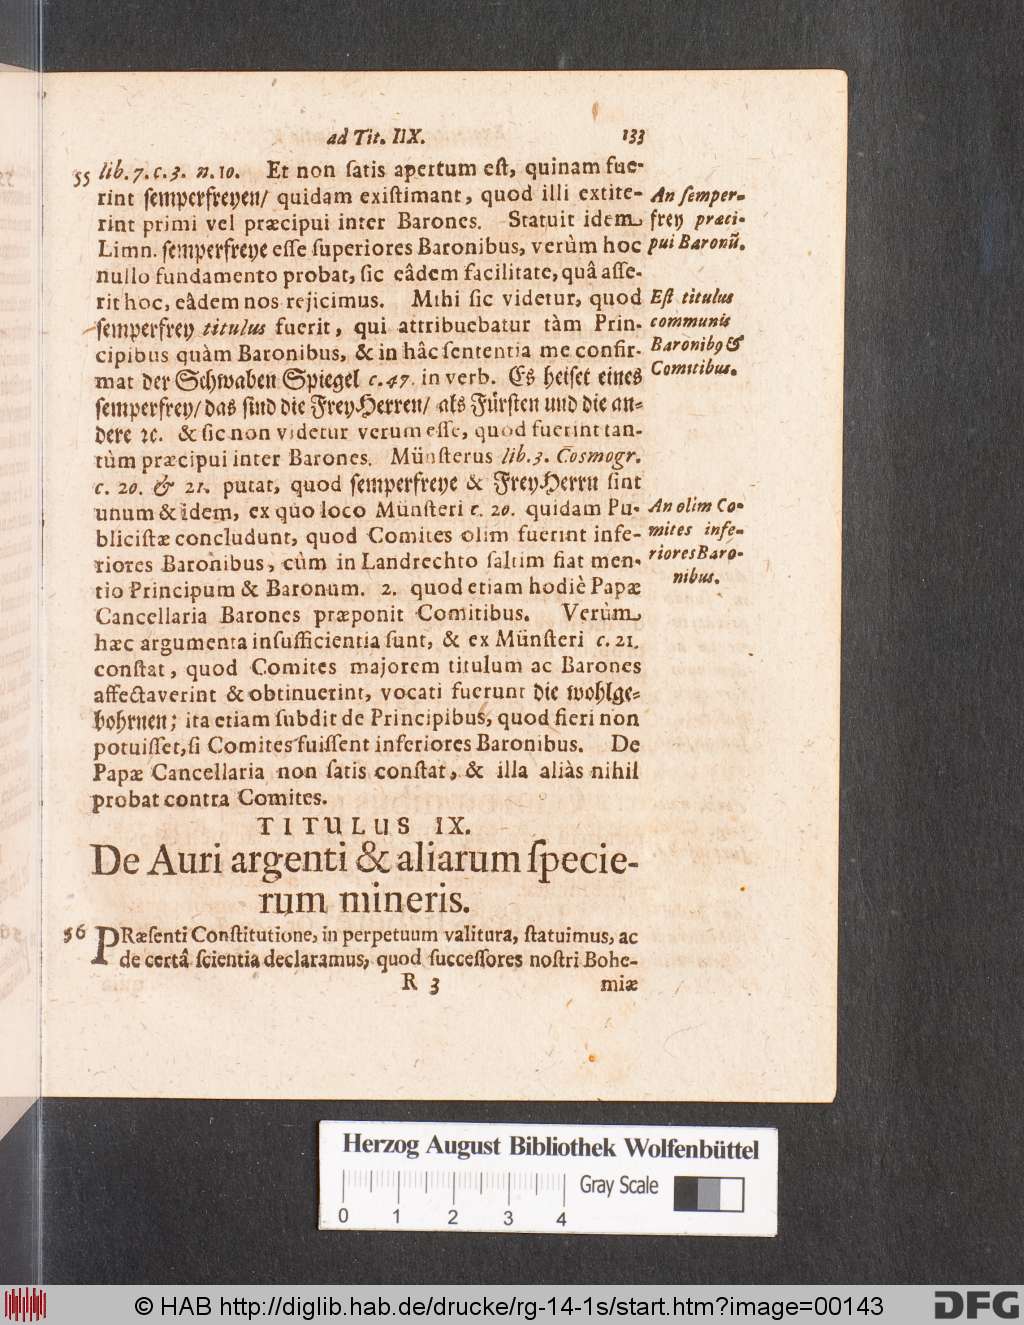 ad Tit. IIX. 133
55 lib. 7. c. 3. n. 10. Et non ſatis apertum eſt, quinam fue-
rint ſemperfreyen/ quidam exiſtimant, quod illi extite-
rint primi vel præcipui inter Barones. Statuit idem
Limn. ſemperfreye eſſe ſuperiores Baronibus, verùm hoc
nullo fundamento probat, ſic eâdem facilitate, quâ aſſe-
rit hoc, eâdem nos rejicimus. Mihi ſic videtur, quod
ſemperfrey titulus fuerit, qui attribuebatur tàm Prin-
cipibus quàm Baronibus, & in hâc ſententia me confir-
mat der Schwaben Spiegel c. 47. in verb. Es heiſet eines
ſemperfrey/ das ſind die FreyHerren/ als Fürſten und die an-
dere ꝛc. & ſic non videtur verum eſſe, quod fuerint tan-
tùm præcipui inter Barones. Münſterus lib. 3. Coſmogr.
c. 20. & 21. putat, quod ſemperfreye & FreyHerrn ſint
unum & idem, ex quo loco Münſteri c. 20. quidam Pu-
bliciſtæ concludunt, quod Comites olim fuerint infe-
riores Baronibus, cùm in Landrechto ſaltim fiat men-
tio Principum & Baronum. 2. quod etiam hodiè Papæ
Cancellaria Barones præponit Comitibus. Verùm
hæc argumenta inſufficientia ſunt, & ex Münſteri c. 21.
conſtat, quod Comites majorem titulum ac Barones
affectaverint & obtinuerint, vocati fuerunt die wohlge-
bohrnen; ita etiam ſubdit de Principibus, quod fieri non
potuiſſet, ſi Comites fuiſſent inferiores Baronibus. De
Papæ Cancellaria non ſatis conſtat, & illa aliàs nihil
probat contra Comites.
An ſemper-
frey præci-
pui Baronũ.
Eſt titulus
communis
Baronibꝰ &
Comitibus.
An olim Co-
mites infe-
riores Baro-
nibus.
TITULUS IX.
De Auri argenti & aliarum ſpecie-
rum mineris.
56 PRæſenti Conſtitutione, in perpetuum valitura, ſtatuimus, ac
de certâ ſcientia declaramus, quod ſucceſſores noſtri Bohe-
R 3 miæ
Herzog August Bibliothek Wolfenbüttel
Gray Scale
0 1 2 3 4
© HAB http://diglib.hab.de/drucke/rg-14-1s/start.htm?image=00143
DFG